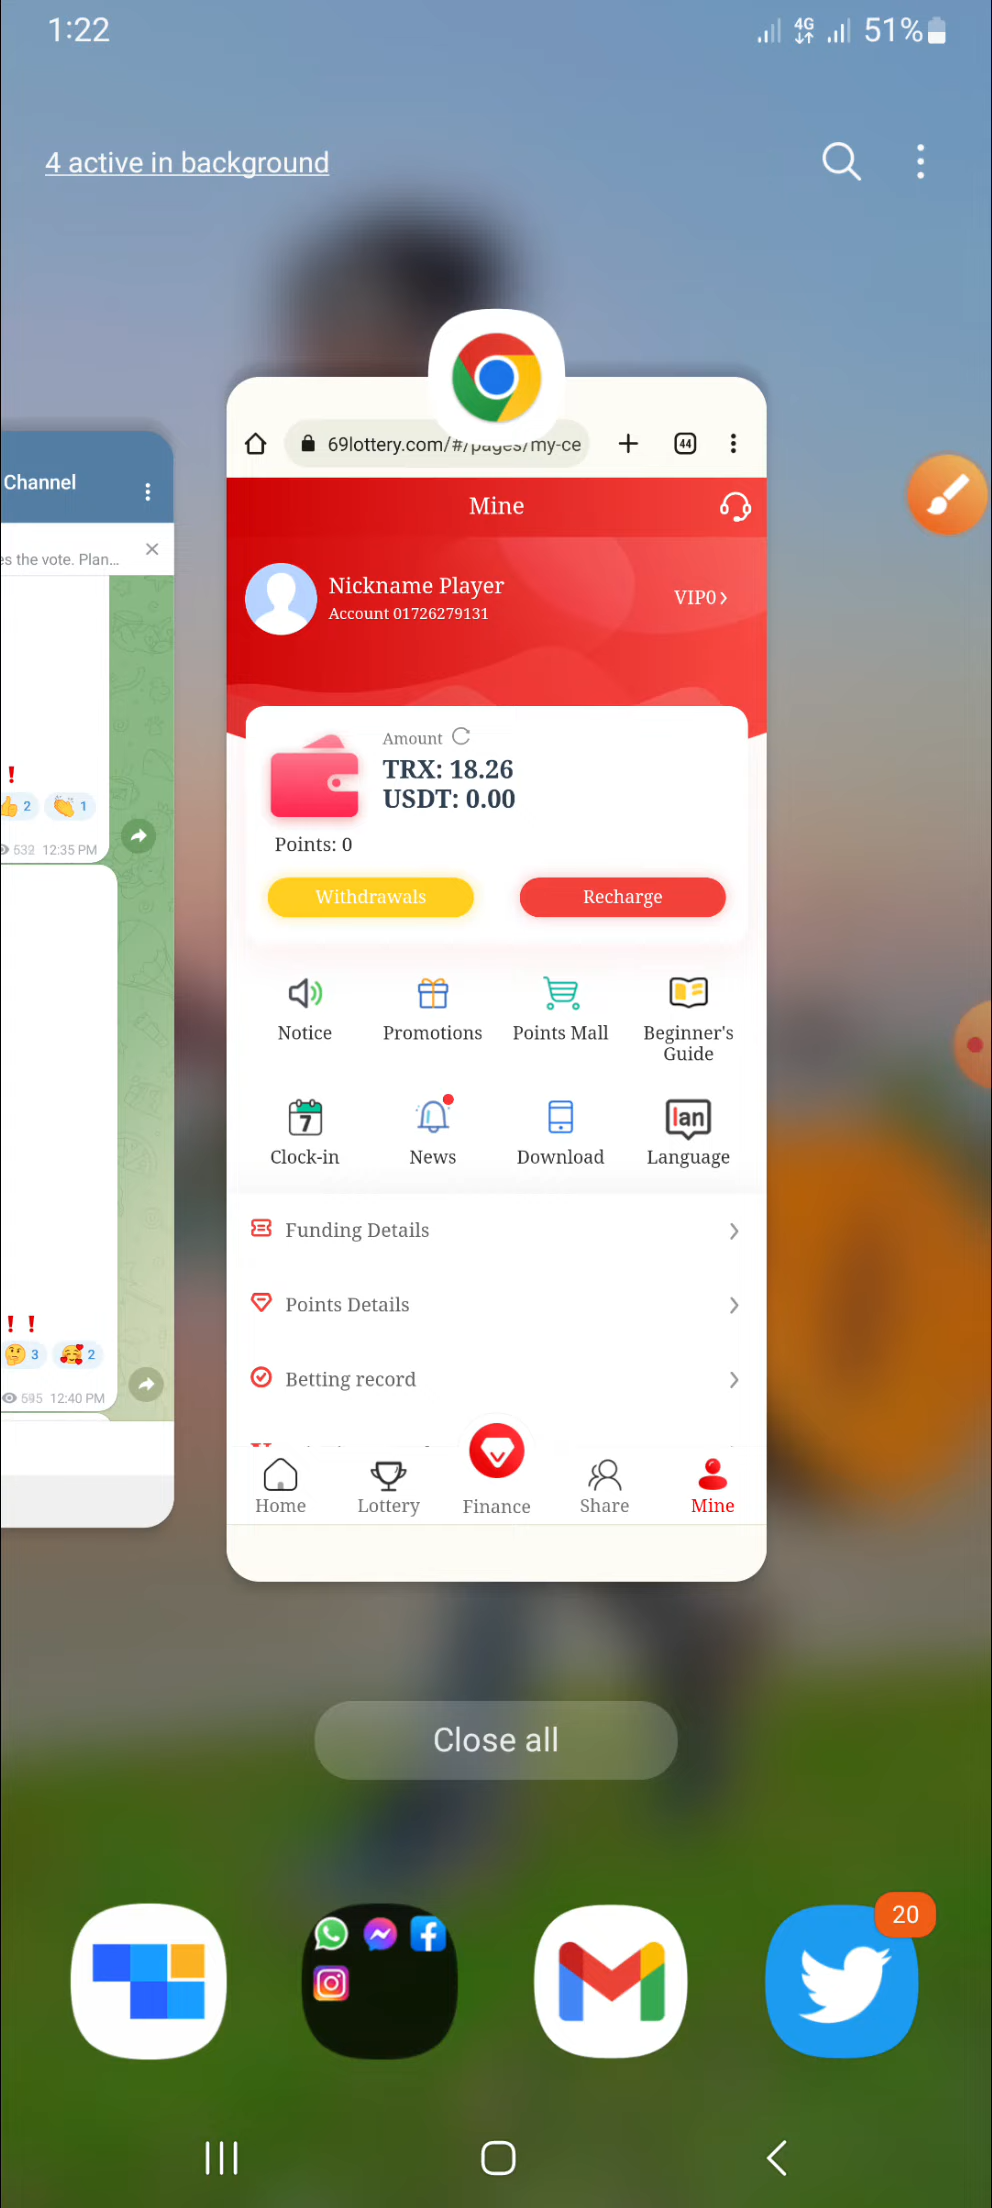 1:22
4G
51%
4 active in background
Channel
es the vote. Plan...
2
1
532 12:35 PM
3
2
595 12:40 PM
69lottery.com/#/pages/my-ce
44
Mine
Nickname Player
Account 01726279131
VIP0
Amount
TRX: 18.26
USDT: 0.00
Points: 0
Withdrawals
Recharge
Notice
Promotions
Points Mall
Beginner's
Guide
7
lan
Clock-in
News
Download
Language
Funding Details
Points Details
Betting record
Home
Lottery
Finance
Share
Mine
Close all
20